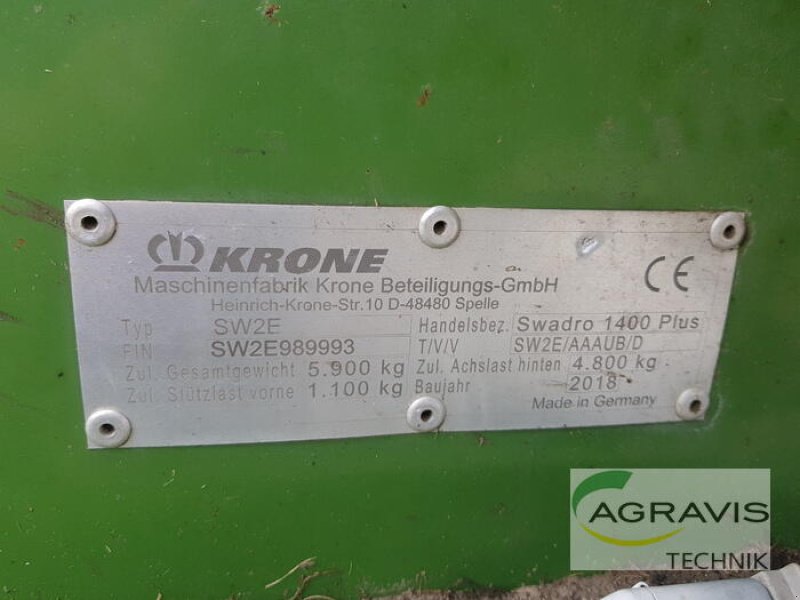 KRONE
Maschinenfabrik Krone Beteiligungs-GmbH
Heinrich-Krone-Str.10 D-48480 Spelle
Typ SW2E Handelsbez. Swadro 1400 Plus
FIN SW2E989993 T/V/V SW2E/AAAUB/D
Zul. Gesamtgewicht 5.900 kg Zul. Achslast hinten 4.800 kg
Zul. Stützlast vorne 1.100 kg Baujahr 2018
Made in Germany
CE
AGRAVIS
TECHNIK